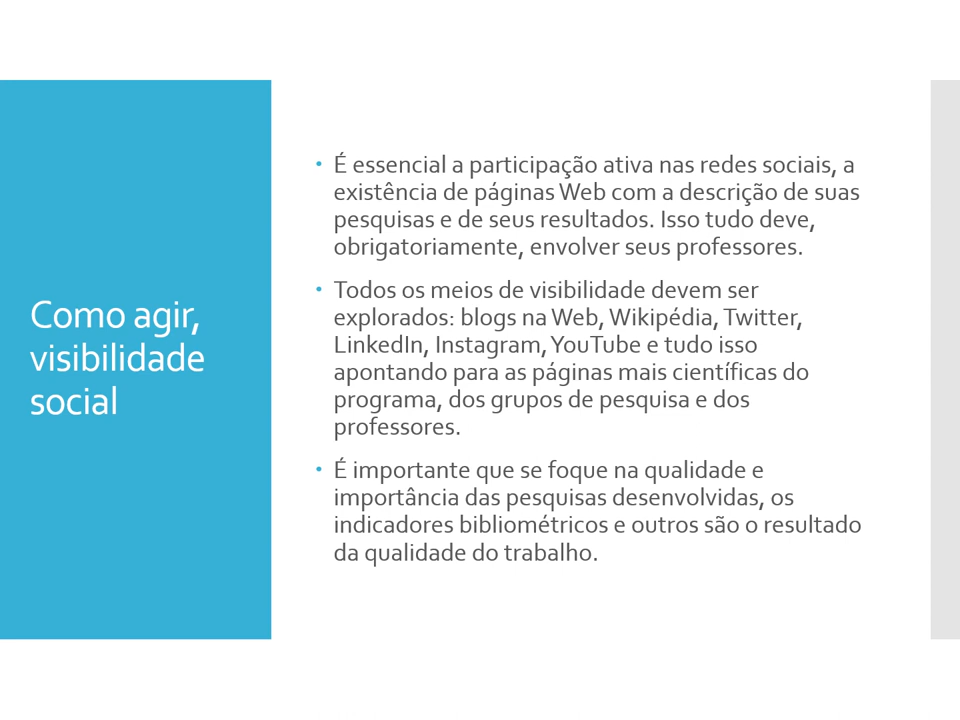 Como agir,
visibilidade
social
• É essencial a participação ativa nas redes sociais, a
existência de páginas Web com a descrição de suas
pesquisas e de seus resultados. Isso tudo deve,
obrigatoriamente, envolver seus professores.
• Todos os meios de visibilidade devem ser
explorados: blogs na Web, Wikipédia, Twitter,
LinkedIn, Instagram, YouTube e tudo isso
apontando para as páginas mais científicas do
programa, dos grupos de pesquisa e dos
professores.
• É importante que se foque na qualidade e
importância das pesquisas desenvolvidas, os
indicadores bibliométricos e outros são o resultado
da qualidade do trabalho.